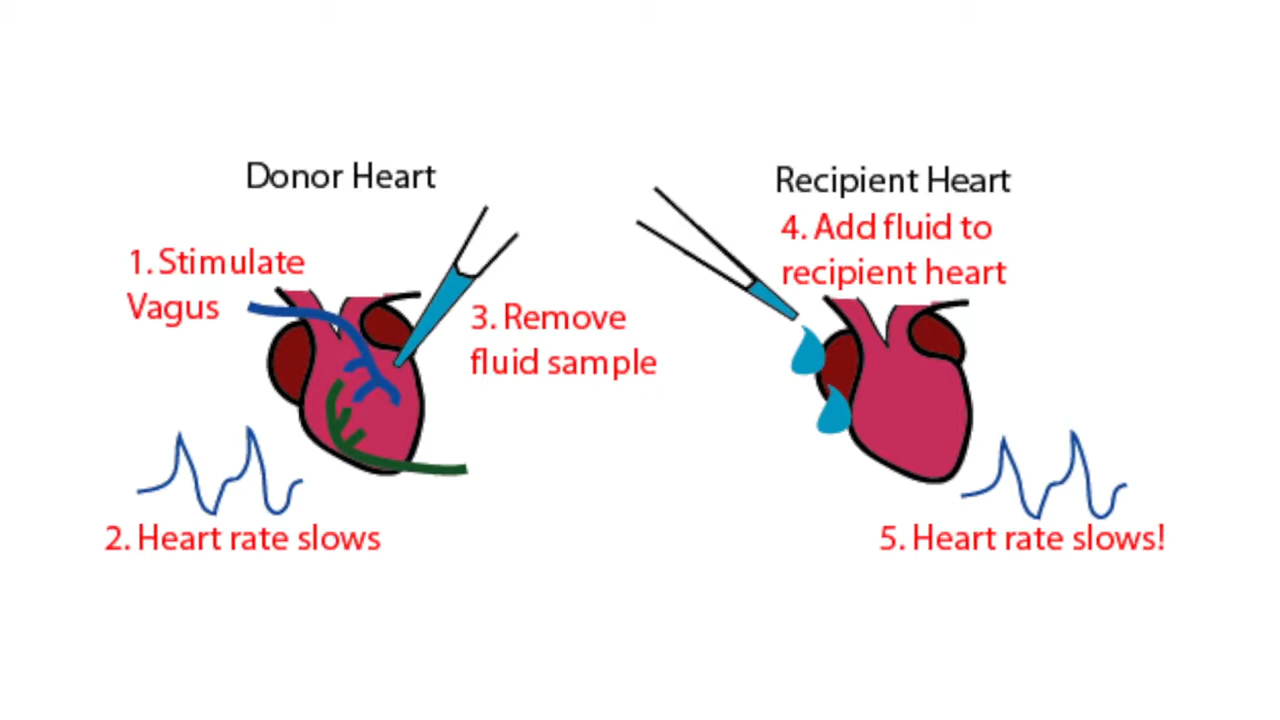 Donor Heart
1. Stimulate
Vagus
3. Remove
fluid sample
2. Heart rate slows
Recipient Heart
4. Add fluid to
recipient heart
5. Heart rate slows!